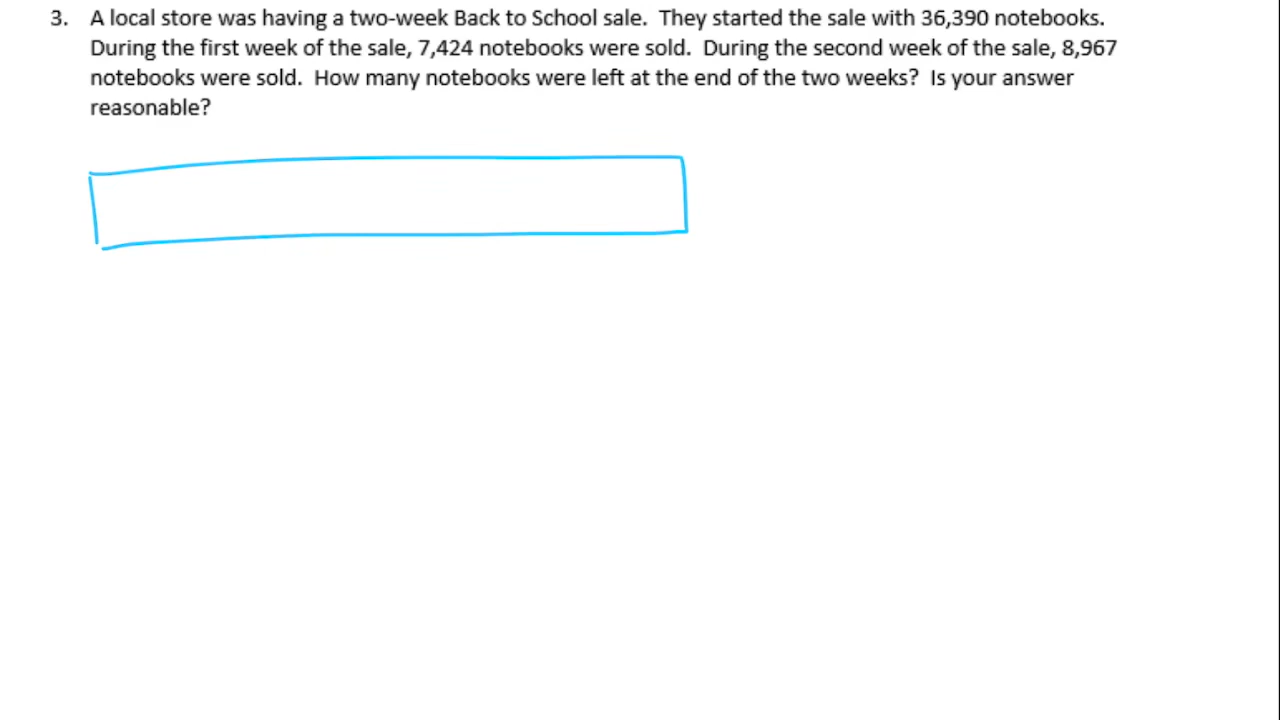 3. A local store was having a two-week Back to School sale. They started the sale with 36,390 notebooks.
During the first week of the sale, 7,424 notebooks were sold. During the second week of the sale, 8,967
notebooks were sold. How many notebooks were left at the end of the two weeks? Is your answer
reasonable?